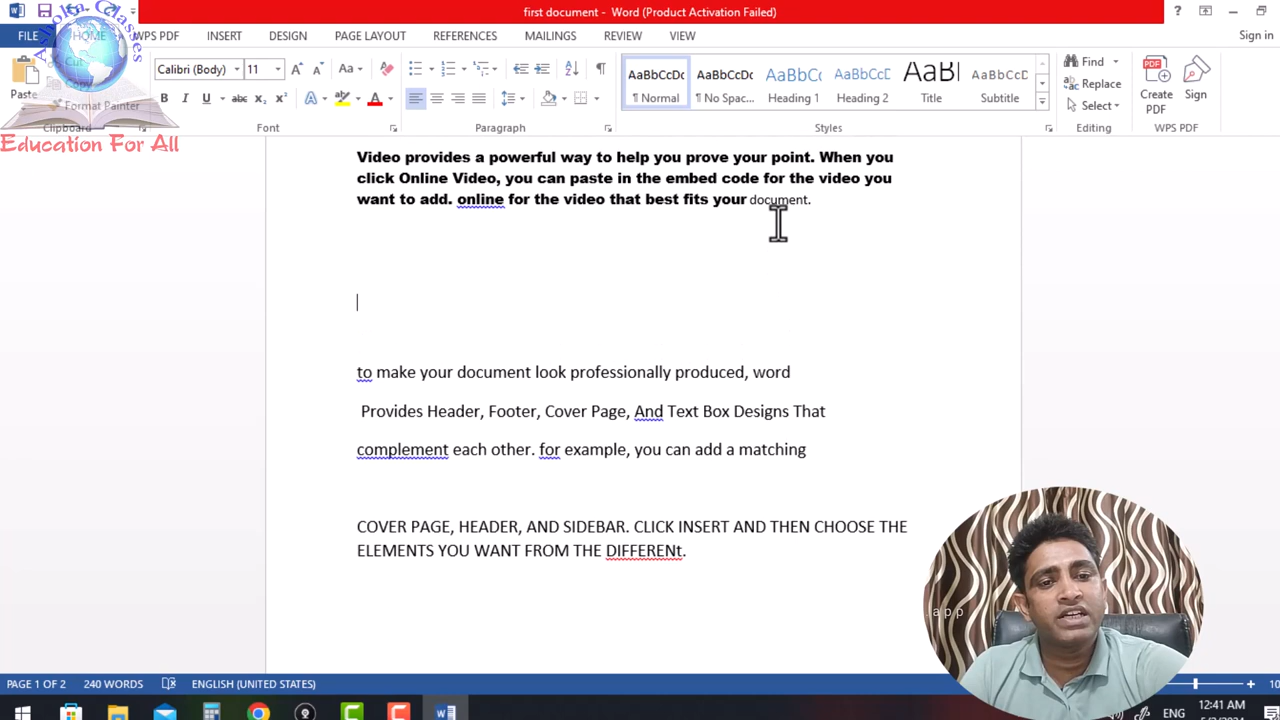 first document - Word (Product Activation Failed)
Sign in
FILE HOME WPS PDF INSERT DESIGN PAGE LAYOUT REFERENCES MAILINGS REVIEW VIEW
Ashoka Classes
Education For All
Cut
Copy
Format Painter
Paste
Clipboard
Calibri (Body) 11
Font
Paragraph
AaBbCcDc AaBbCcDc AaBbCc AaBbCcD AaBl AaBbCcD
¶ Normal ¶ No Spac... Heading 1 Heading 2 Title Subtitle
Styles
Find
Replace
Select
Editing
Create PDF
Sign
WPS PDF
Video provides a powerful way to help you prove your point. When you
click Online Video, you can paste in the embed code for the video you
want to add. online for the video that best fits your document.
to make your document look professionally produced, word
Provides Header, Footer, Cover Page, And Text Box Designs That
complement each other. for example, you can add a matching
COVER PAGE, HEADER, AND SIDEBAR. CLICK INSERT AND THEN CHOOSE THE
ELEMENTS YOU WANT FROM THE DIFFERENt.
a p p
PAGE 1 OF 2 240 WORDS ENGLISH (UNITED STATES)
ENG
12:41 AM